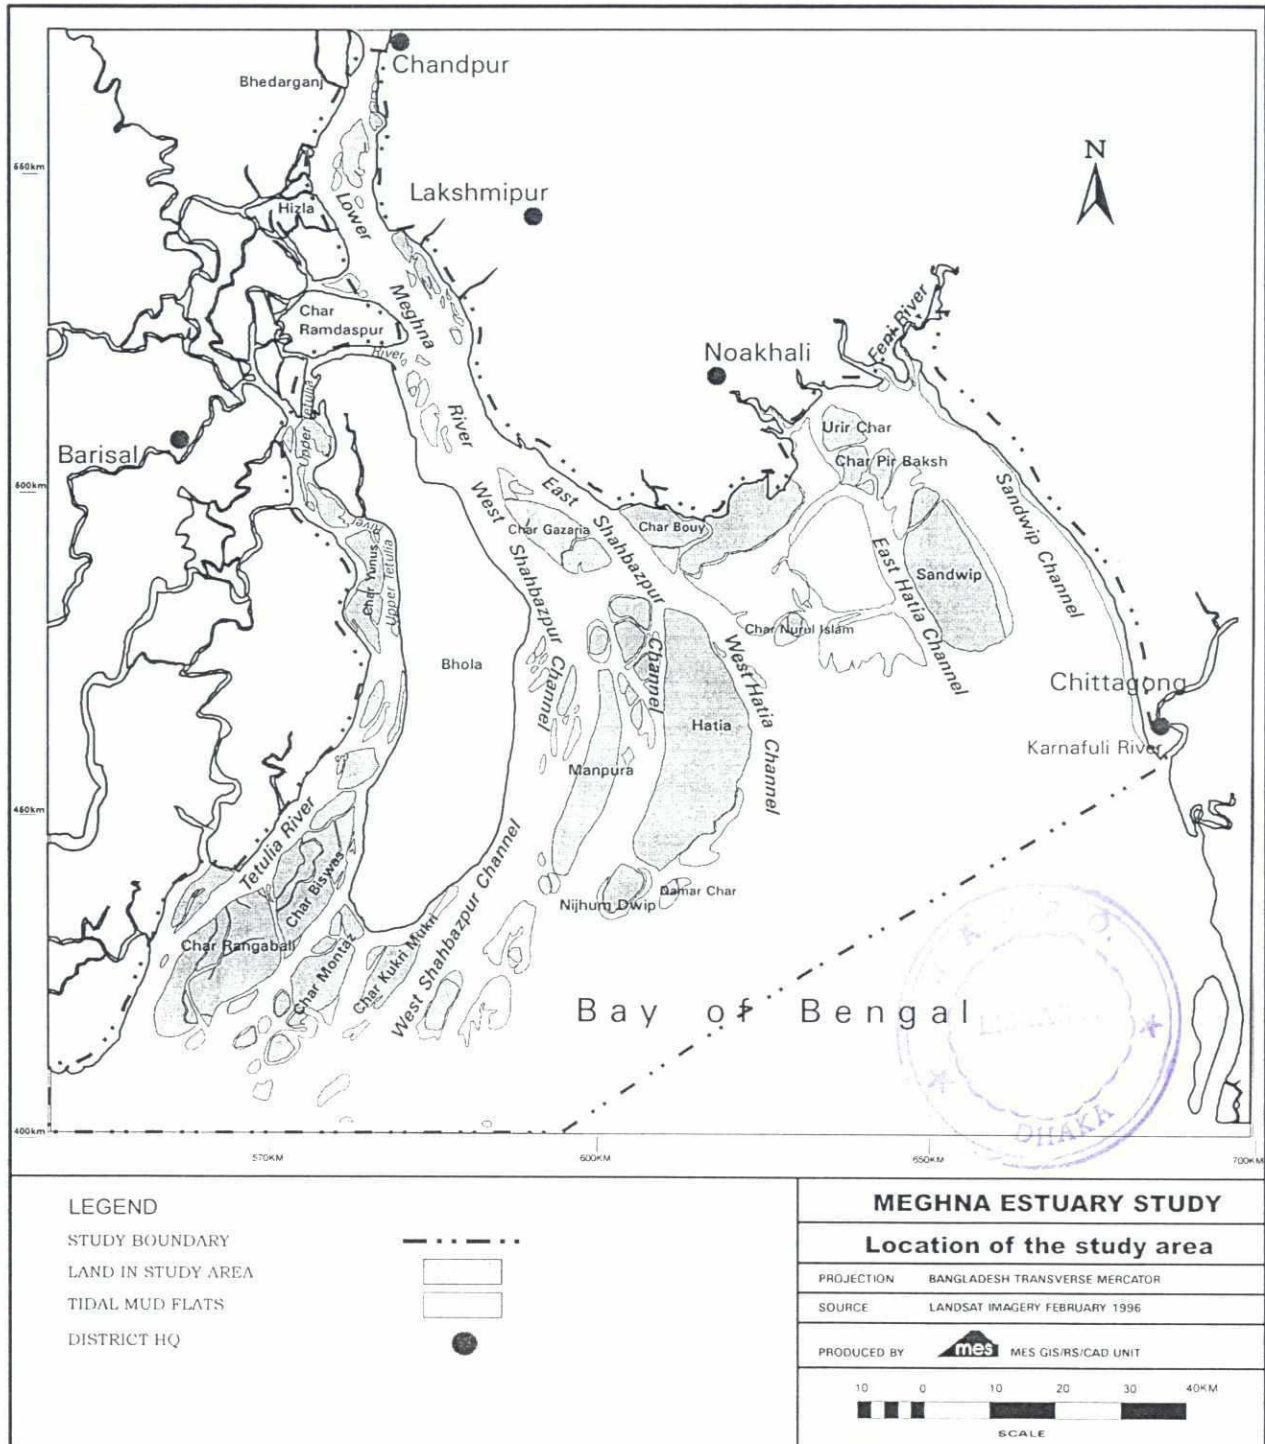 Chandpur
Bhedarganj
N
550km
Lakshmipur
Hizla
Lower
Meghna
River
Char
Ramdaspur
River
Feni River
Noakhali
Upper Tetulia
Urir Char
Barisal
Char Pir Baksh
500km
West
Shahbazpur
Channel
East
Shahbazpur
Channel
Char Gazaria
Char Bouy
Sandwip Channel
River
Char Yunus
Upper Tetulia
East Hatia Channel
Sandwip
Char Nurul Islam
Bhola
West Hatia Channel
Chittagong
Hatia
Karnafuli River
Manpura
450km
Tetulia River
Char Biswas
Damar Char
Nijhum Dwip
Char Rangabali
Char Montaz
Char Kukri Mukri
West Shahbazpur Channel
Bay of Bengal
DHAKA
400km
570KM
600KM
650KM
700KM
LEGEND
STUDY BOUNDARY
LAND IN STUDY AREA
TIDAL MUD FLATS
DISTRICT HQ
MEGHNA ESTUARY STUDY
Location of the study area
PROJECTION BANGLADESH TRANSVERSE MERCATOR
SOURCE LANDSAT IMAGERY FEBRUARY 1996
PRODUCED BY mes MES GIS/RS/CAD UNIT
10 0 10 20 30 40KM
SCALE